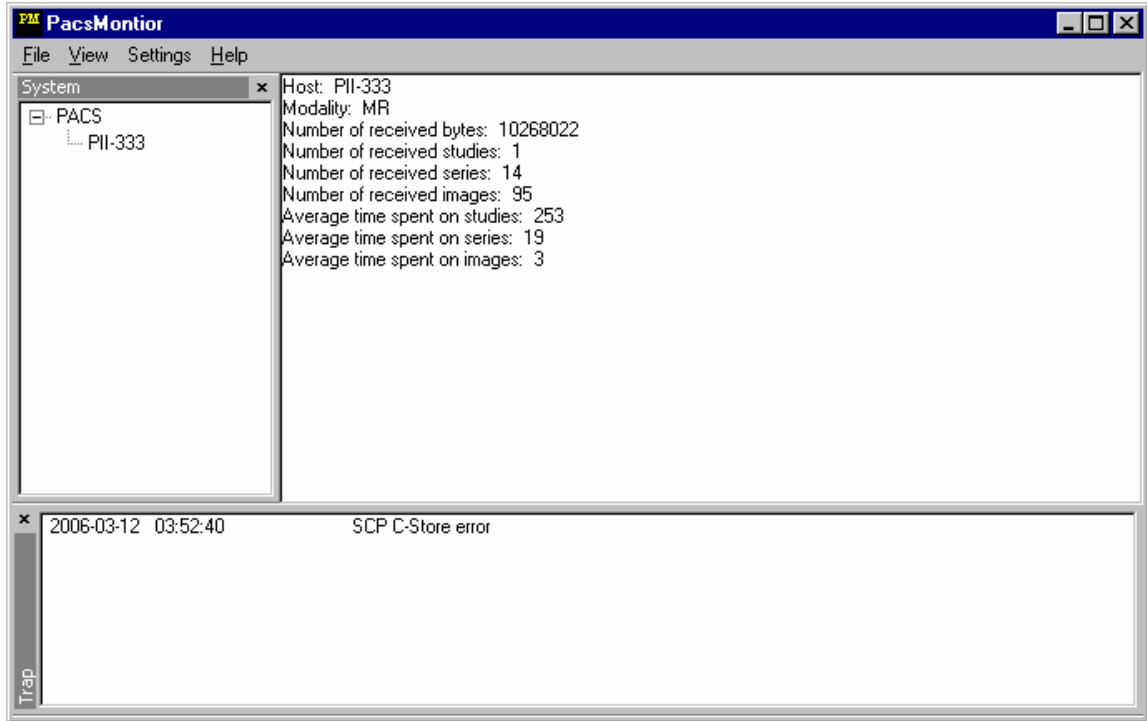 PM PacsMontior
File View Settings Help
System
PACS
PII-333
Host: PII-333
Modality: MR
Number of received bytes: 10268022
Number of received studies: 1
Number of received series: 14
Number of received images: 95
Average time spent on studies: 253
Average time spent on series: 19
Average time spent on images: 3
2006-03-12 03:52:40 SCP C-Store error
Trap